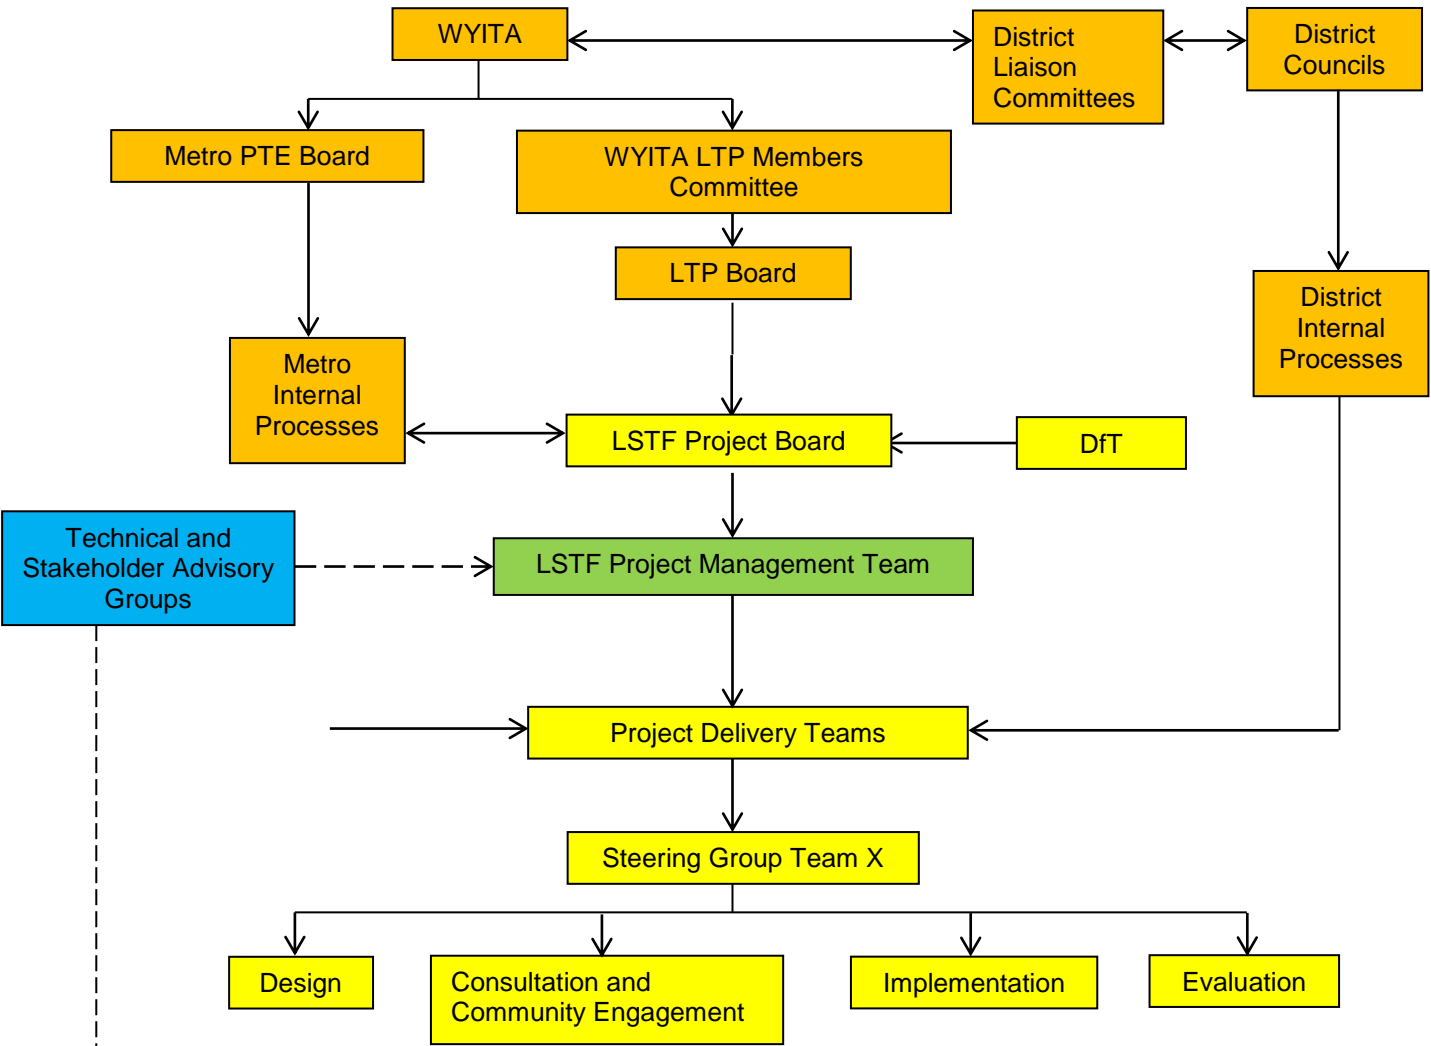 WYITA
District
Liaison
Committees
District
Councils
Metro PTE Board
WYITA LTP Members
Committee
LTP Board
District
Internal
Processes
Metro
Internal
Processes
LSTF Project Board
DfT
Technical and
Stakeholder Advisory
Groups
LSTF Project Management Team
Project Delivery Teams
Steering Group Team X
Design
Consultation and
Community Engagement
Implementation
Evaluation